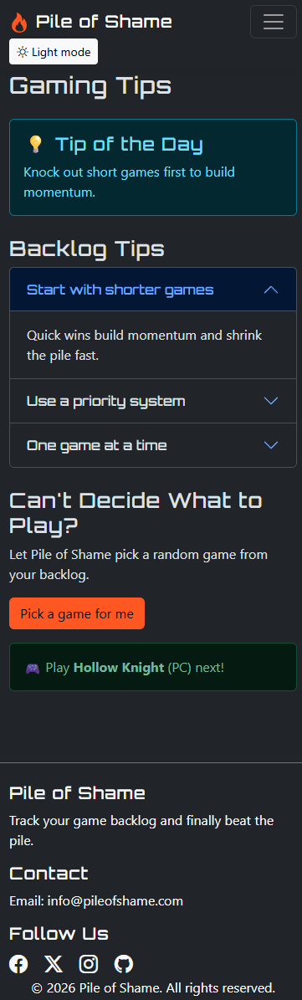 Pile of Shame
Light mode
Gaming Tips
Tip of the Day
Knock out short games first to build
momentum.
Backlog Tips
Start with shorter games
Quick wins build momentum and shrink
the pile fast.
Use a priority system
One game at a time
Can't Decide What to
Play?
Let Pile of Shame pick a random game from
your backlog.
Pick a game for me
Play Hollow Knight (PC) next!
Pile of Shame
Track your game backlog and finally beat the
pile.
Contact
Email: info@pileofshame.com
Follow Us
© 2026 Pile of Shame. All rights reserved.